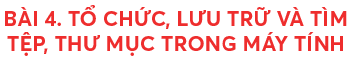 BÀI 4. TỔ CHỨC, LƯU TRỮ VÀ TÌM
TỆP, THƯ MỤC TRONG MÁY TÍNH